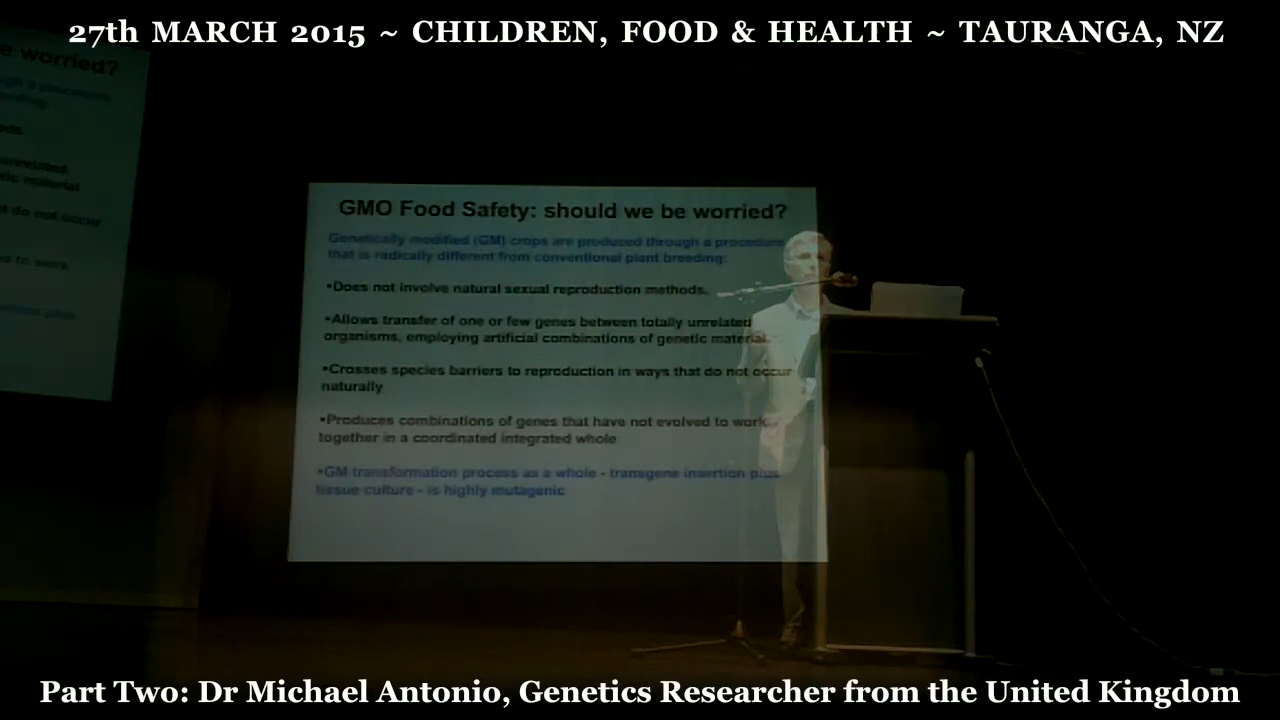 27th MARCH 2015 ~ CHILDREN, FOOD & HEALTH ~ TAURANGA, NZ
e worried?
GMO Food Safety: should we be worried?
Genetically modified (GM) crops are produced through a procedure
that is radically different from conventional plant breeding:
•Does not involve natural sexual reproduction methods.
•Allows transfer of one or few genes between totally unrelated
organisms, employing artificial combinations of genetic material.
•Crosses species barriers to reproduction in ways that do not occur
naturally
•Produces combinations of genes that have not evolved to work
together in a coordinated integrated whole
•GM transformation process as a whole - transgene insertion plus
tissue culture - is highly mutagenic
Part Two: Dr Michael Antonio, Genetics Researcher from the United Kingdom